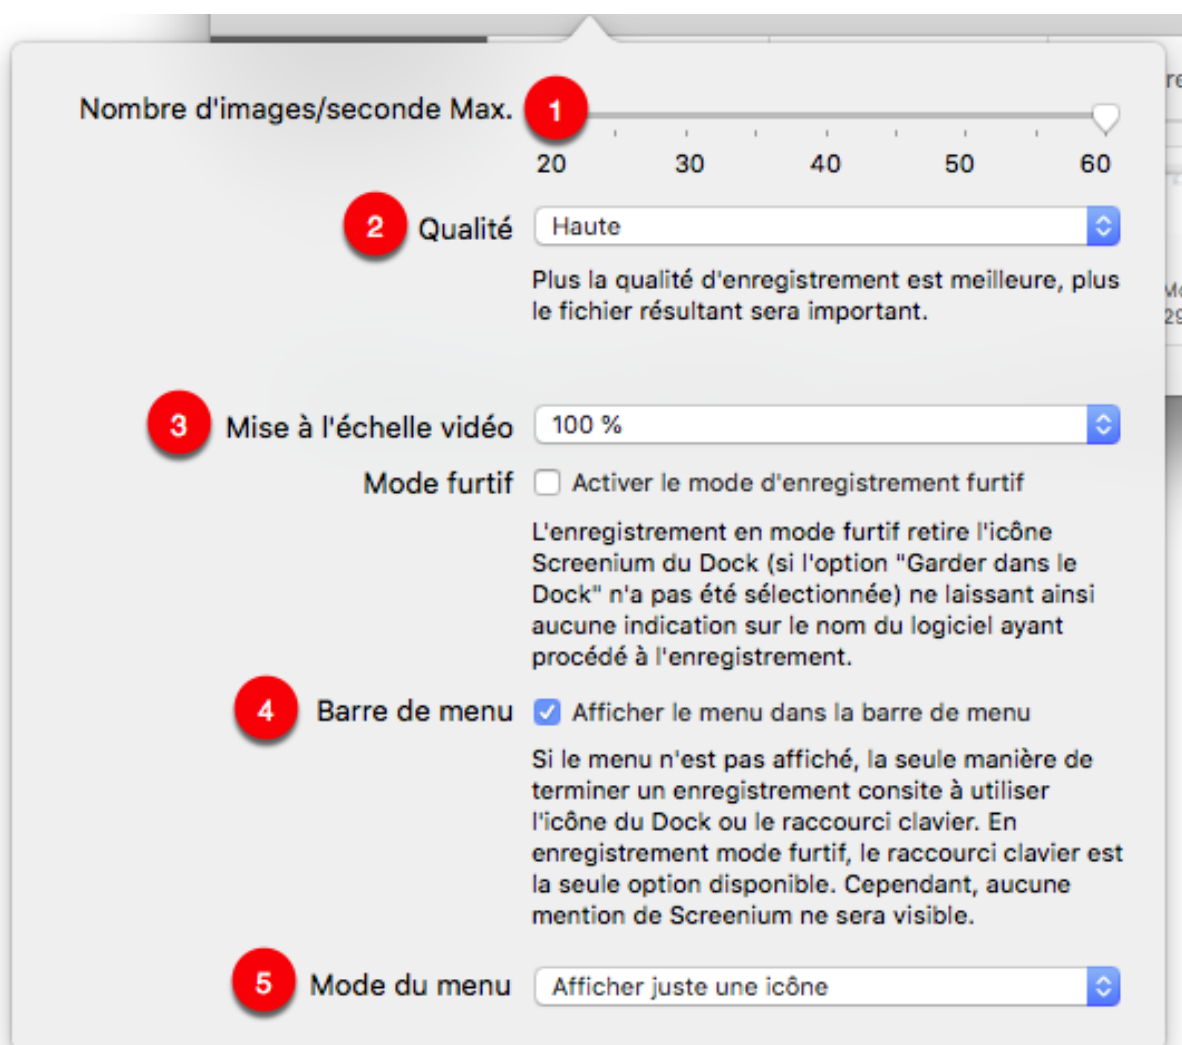 Nombre d'images/seconde Max. 1
20 30 40 50 60
2 Qualité Haute
Plus la qualité d'enregistrement est meilleure, plus
le fichier résultant sera important.
3 Mise à l'échelle vidéo 100 %
Mode furtif Activer le mode d'enregistrement furtif
L'enregistrement en mode furtif retire l'icône
Screenium du Dock (si l'option "Garder dans le
Dock" n'a pas été sélectionnée) ne laissant ainsi
aucune indication sur le nom du logiciel ayant
procédé à l'enregistrement.
4 Barre de menu Afficher le menu dans la barre de menu
Si le menu n'est pas affiché, la seule manière de
terminer un enregistrement consite à utiliser
l'icône du Dock ou le raccourci clavier. En
enregistrement mode furtif, le raccourci clavier est
la seule option disponible. Cependant, aucune
mention de Screenium ne sera visible.
5 Mode du menu Afficher juste une icône